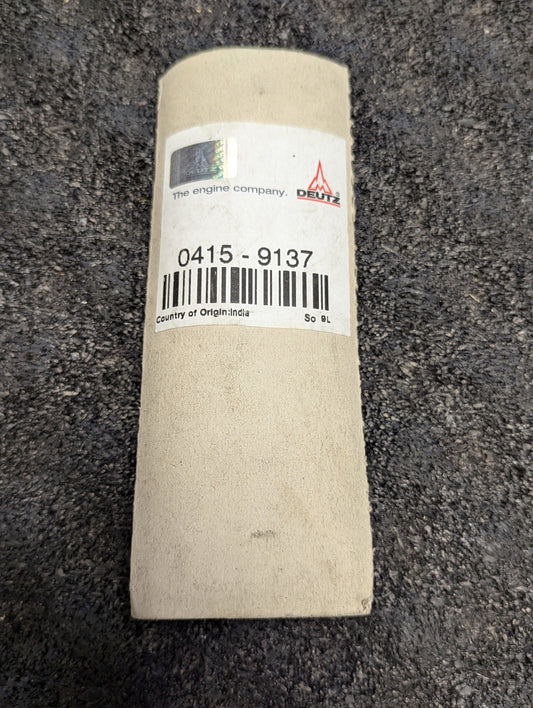 The engine company.
DEUTZ®
0415 - 9137
Country of Origin:India So 9L